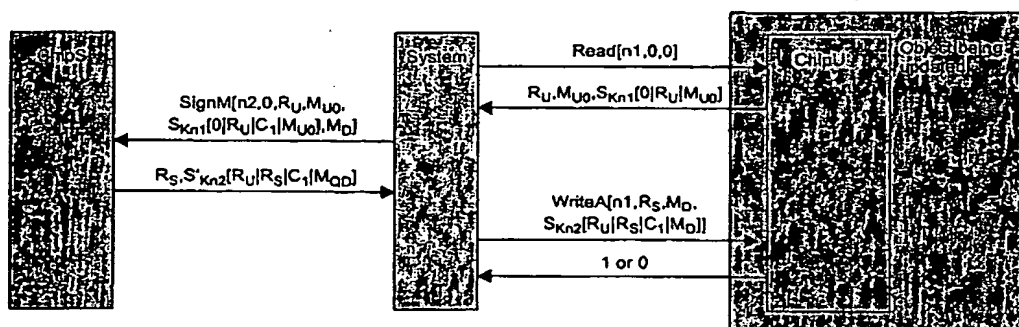 ChipS
System
Object being
updated
ChipU
Read[n1,0,0]
R_U,M_U0,S_Kn1[0|R_U|M_U0]
SignM[n2,0,R_U,M_U0,
S_Kn1[0|R_U|C_1|M_U0],M_D]
R_S,S'_Kn2[R_U|R_S|C_1|M_QD]
WriteA[n1,R_S,M_D,
S_Kn2[R_U|R_S|C_1|M_D]]
1 or 0